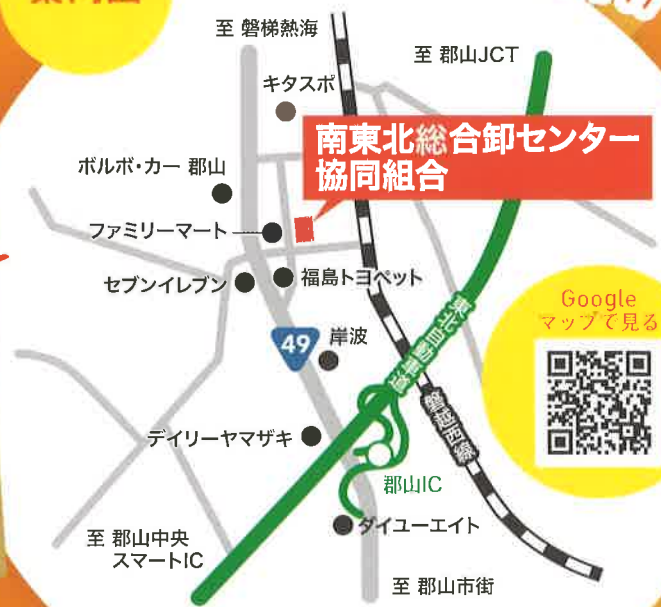 案内図
至 磐梯熱海
至 郡山JCT
キタスポ
南東北総合卸センター
協同組合
ボルボ・カー 郡山
ファミリーマート
セブンイレブン
福島トヨペット
Google
マップで見る
49
岸波
東北自動車道
磐越西線
デイリーヤマザキ
郡山IC
ダイユーエイト
至 郡山中央
スマートIC
至 郡山市街